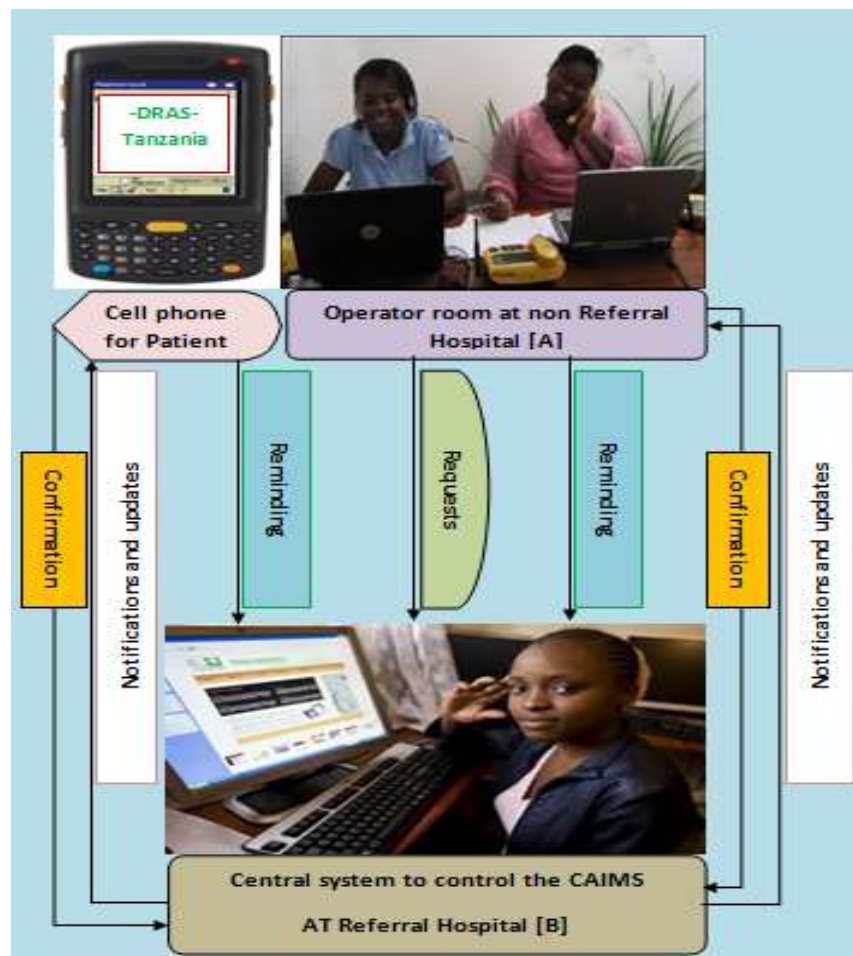 -DRAS-
Tanzania
Cell phone
for Patient
Operator room at non Referral
Hospital [A]
Confirmation
Notifications and updates
Reminding
Requests
Reminding
Confirmation
Notifications and updates
Central system to control the CAIMS
AT Referral Hospital [B]